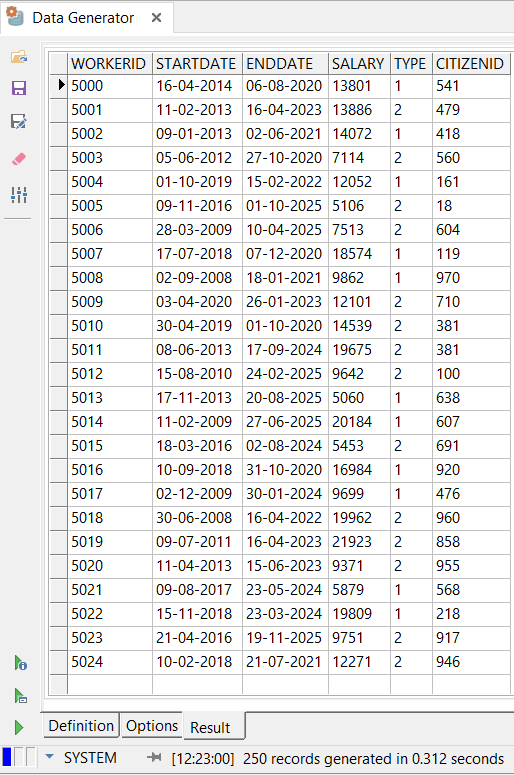 Data Generator
WORKERID STARTDATE ENDDATE SALARY TYPE CITIZENID
5000 16-04-2014 06-08-2020 13801 1 541
5001 11-02-2013 16-04-2023 13886 2 479
5002 09-01-2013 02-06-2021 14072 1 418
5003 05-06-2012 27-10-2020 7114 2 560
5004 01-10-2019 15-02-2022 12052 1 161
5005 09-11-2016 01-10-2025 5106 2 18
5006 28-03-2009 10-04-2025 7513 2 604
5007 17-07-2018 07-12-2020 18574 1 119
5008 02-09-2008 18-01-2021 9862 1 970
5009 03-04-2020 26-01-2023 12101 2 710
5010 30-04-2019 01-10-2020 14539 2 381
5011 08-06-2013 17-09-2024 19675 2 381
5012 15-08-2010 24-02-2025 9642 2 100
5013 17-11-2013 20-08-2025 5060 1 638
5014 11-02-2009 27-06-2025 20184 1 607
5015 18-03-2016 02-08-2024 5453 2 691
5016 10-09-2018 31-10-2020 16984 1 920
5017 02-12-2009 30-01-2024 9699 1 476
5018 30-06-2008 16-04-2022 19962 2 960
5019 09-07-2011 16-04-2023 21923 2 858
5020 11-04-2013 15-06-2023 9371 2 955
5021 09-08-2017 23-05-2024 5879 1 568
5022 15-11-2018 23-03-2024 19809 1 218
5023 21-04-2016 19-11-2025 9751 2 917
5024 10-02-2018 21-07-2021 12271 2 946
Definition Options Result
SYSTEM [12:23:00] 250 records generated in 0.312 seconds